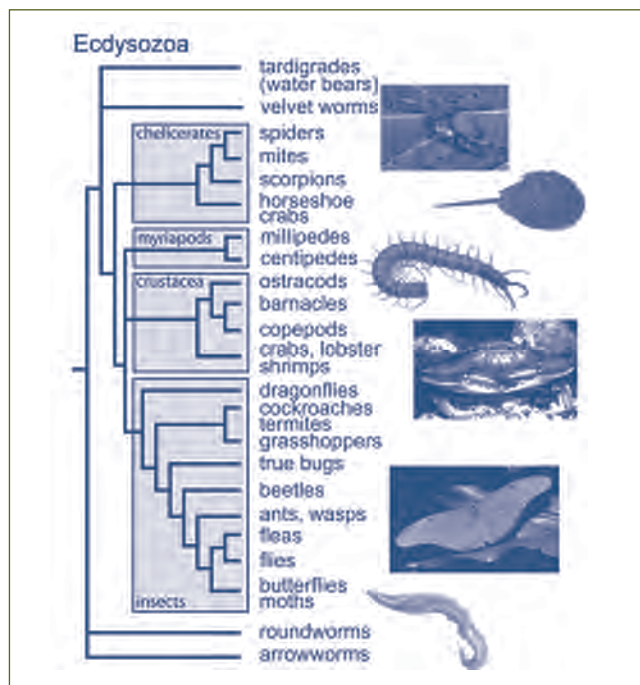 Ecdysozoa
tardigrades
(water bears)
velvet worms
chelicerates
spiders
mites
scorpions
horseshoe
crabs
myriapods
millipedes
centipedes
crustacea
ostracods
barnacles
copepods
crabs, lobster
shrimps
dragonflies
cockroaches
termites
grasshoppers
true bugs
beetles
ants, wasps
fleas
flies
butterflies
moths
insects
roundworms
arrowworms